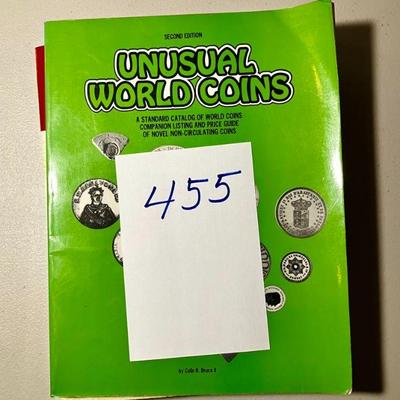 SECOND EDITION
UNUSUAL
WORLD COINS
A STANDARD CATALOG OF WORLD COINS
COMPANION LISTING AND PRICE GUIDE
OF NOVEL NON-CIRCULATING COINS
455
by Colin R. Bruce II